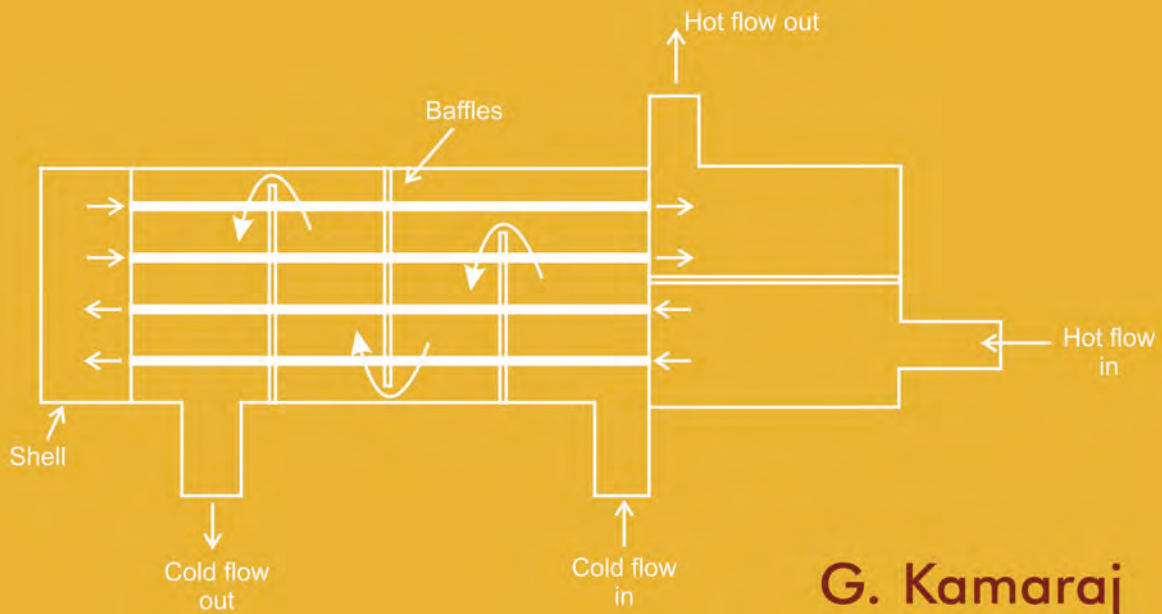 Hot flow out
Baffles
Hot flow
in
Shell
Cold flow
out
Cold flow
in
G. Kamaraj